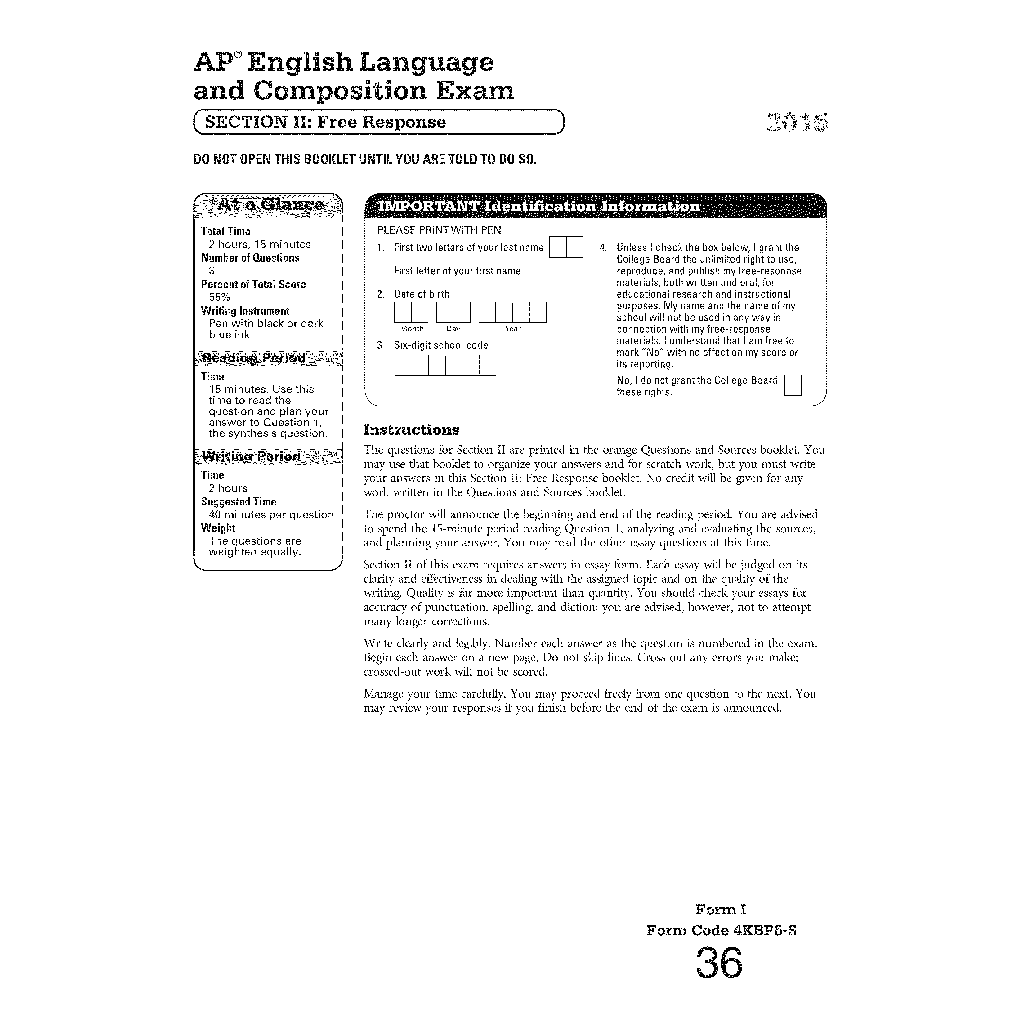 AP® English Language
and Composition Exam
SECTION II: Free Response
DO NOT OPEN THIS BOOKLET UNTIL YOU ARE TOLD TO DO SO.
At a Glance
Total Time
2 hours, 15 minutes
Number of Questions
3
Percent of Total Score
55%
Writing Instrument
Pen with black or dark
blue ink
Reading Period
Time
15 minutes. Use this
time to read the
question and plan your
answer to Question 1,
the synthesis question.
Writing Period
Time
2 hours
Suggested Time
40 minutes per question
Weight
The questions are
weighted equally.
IMPORTANT Identification Information
PLEASE PRINT WITH PEN:
1. First two letters of your last name
First letter of your first name
2. Date of birth
Month Day Year
3. Six-digit school code
4. Unless I check the box below, I grant the
College Board the unlimited right to use,
reproduce, and publish my free-response
materials, both written and oral, for
educational research and instructional
purposes. My name and the name of my
school will not be used in any way in
connection with my free-response
materials. I understand that I am free to
mark "No" with no effect on my score or
its reporting.
No, I do not grant the College Board
these rights.
Instructions
The questions for Section II are printed in the orange Questions and Sources booklet. You
may use that booklet to organize your answers and for scratch work, but you must write
your answers in this Section II: Free Response booklet. No credit will be given for any
work written in the Questions and Sources booklet.
The proctor will announce the beginning and end of the reading period. You are advised
to spend the 15-minute period reading Question 1, analyzing and evaluating the sources,
and planning your answer. You may read the other essay questions at this time.
Section II of this exam requires answers in essay form. Each essay will be judged on its
clarity and effectiveness in dealing with the assigned topic and on the quality of the
writing. Quality is far more important than quantity. You should check your essays for
accuracy of punctuation, spelling, and diction; you are advised, however, not to attempt
many longer corrections.
Write clearly and legibly. Number each answer as the question is numbered in the exam.
Begin each answer on a new page. Do not skip lines. Cross out any errors you make;
crossed-out work will not be scored.
Manage your time carefully. You may proceed freely from one question to the next. You
may review your responses if you finish before the end of the exam is announced.
Form I
Form Code
36